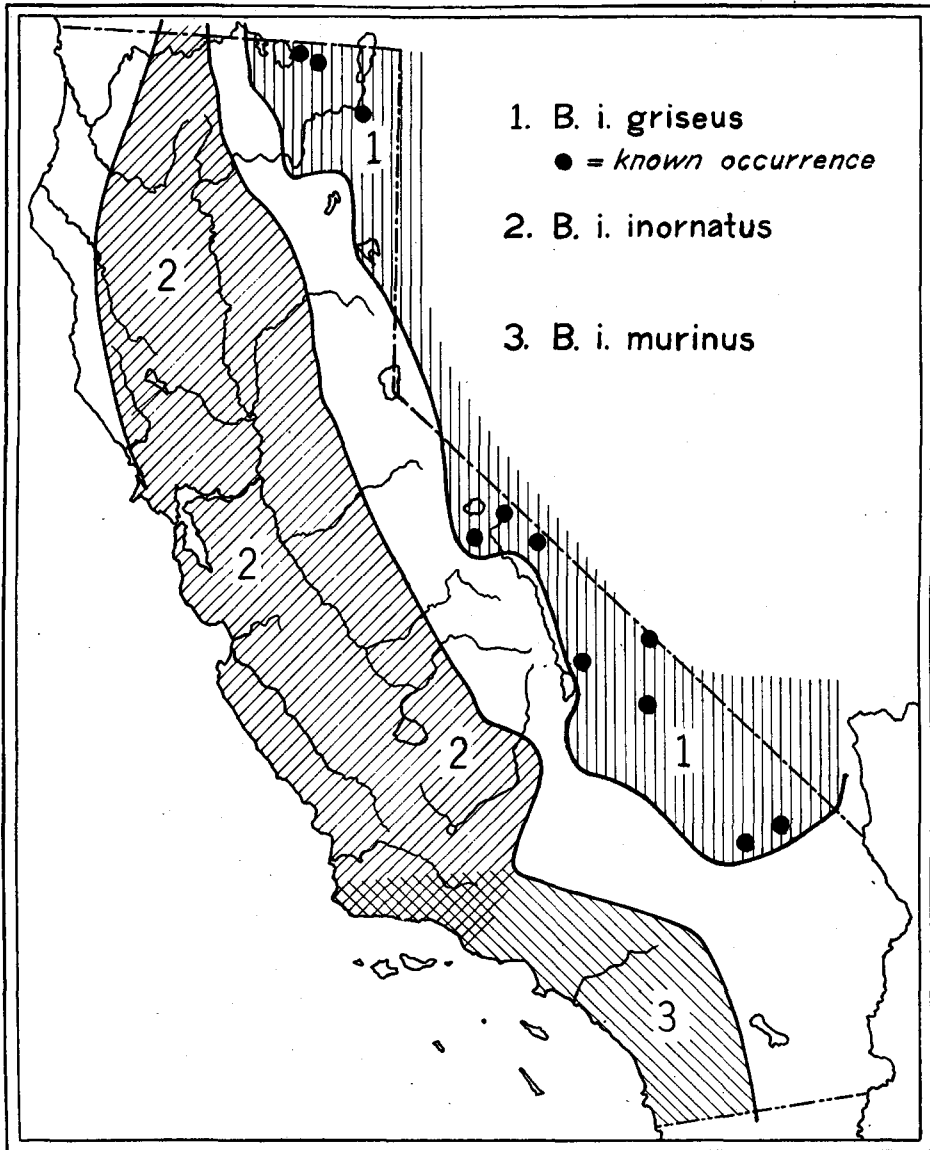 1. B. i. griseus
● = known occurrence
2. B. i. inornatus
3. B. i. murinus
1
2
2
2
1
3